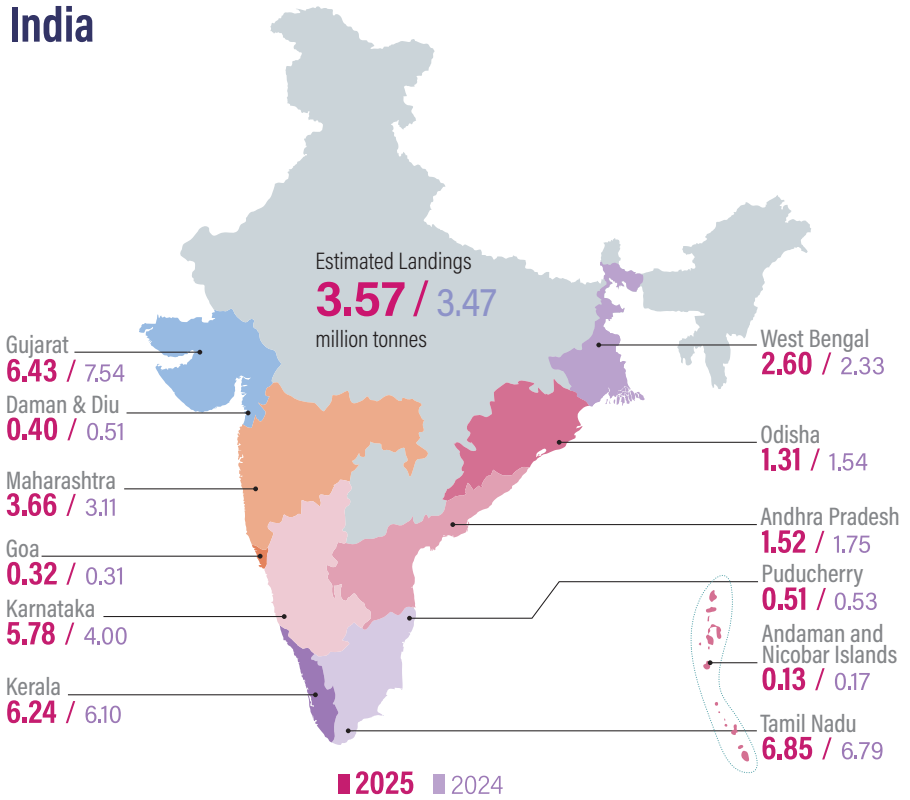 India
Estimated Landings
3.57 / 3.47
million tonnes
Gujarat
6.43 / 7.54
Daman & Diu
0.40 / 0.51
Maharashtra
3.66 / 3.11
Goa
0.32 / 0.31
Karnataka
5.78 / 4.00
Kerala
6.24 / 6.10
West Bengal
2.60 / 2.33
Odisha
1.31 / 1.54
Andhra Pradesh
1.52 / 1.75
Puducherry
0.51 / 0.53
Andaman and
Nicobar Islands
0.13 / 0.17
Tamil Nadu
6.85 / 6.79
2025 2024